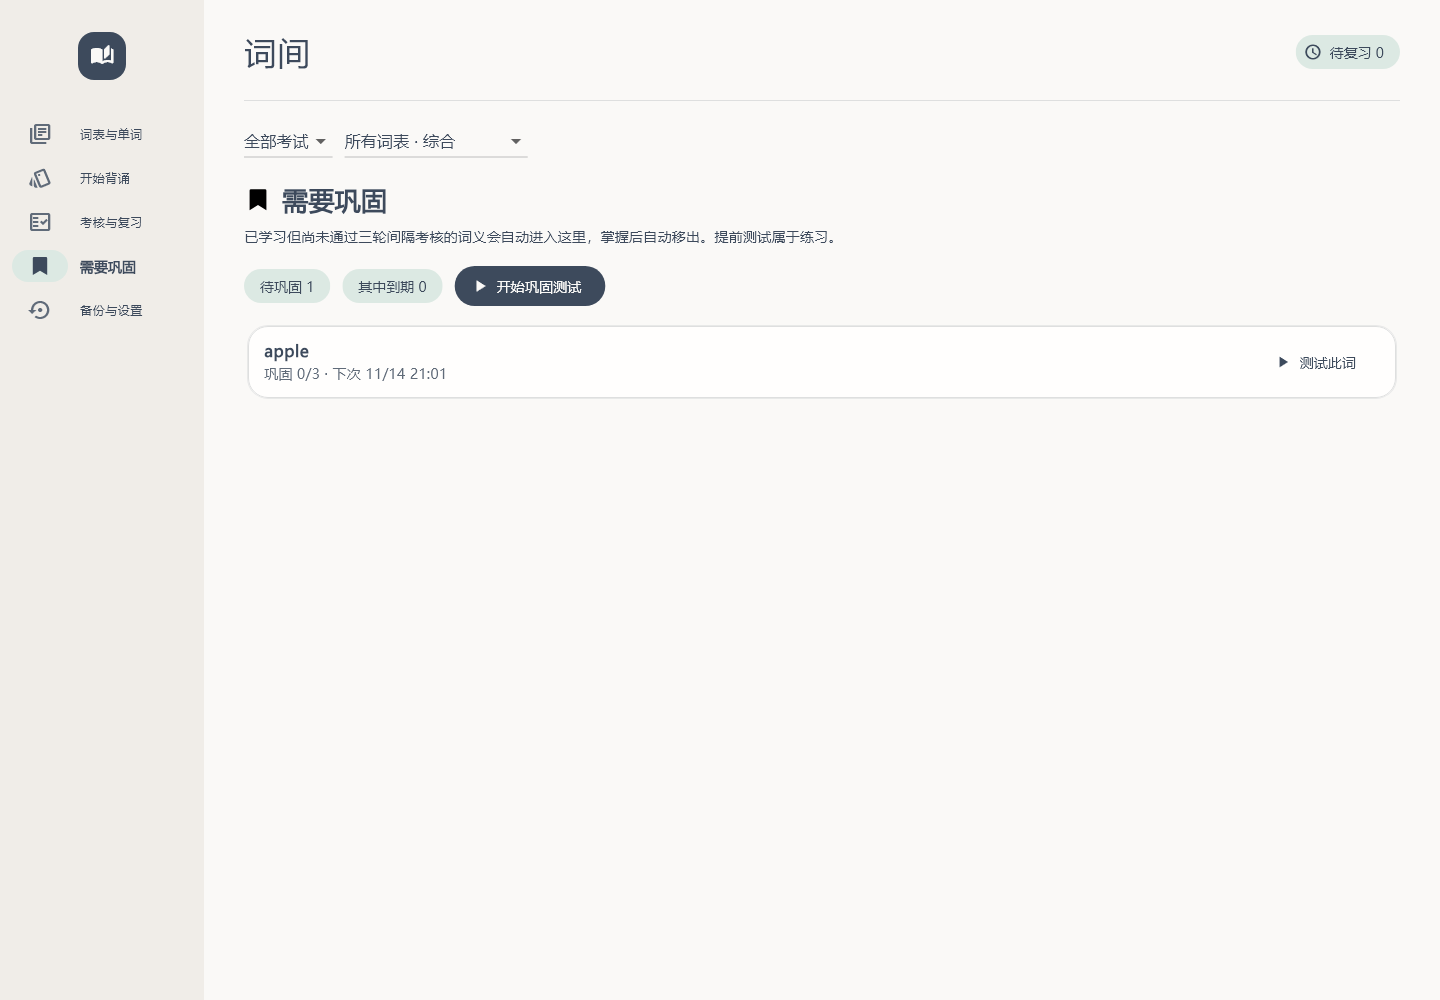 词间
待复习 0
词表与单词
开始背诵
考核与复习
需要巩固
备份与设置
全部考试
所有词表 · 综合
需要巩固
已学习但尚未通过三轮间隔考核的词义会自动进入这里，掌握后自动移出。提前测试属于练习。
待巩固 1
其中到期 0
开始巩固测试
apple
巩固 0/3 · 下次 11/14 21:01
测试此词